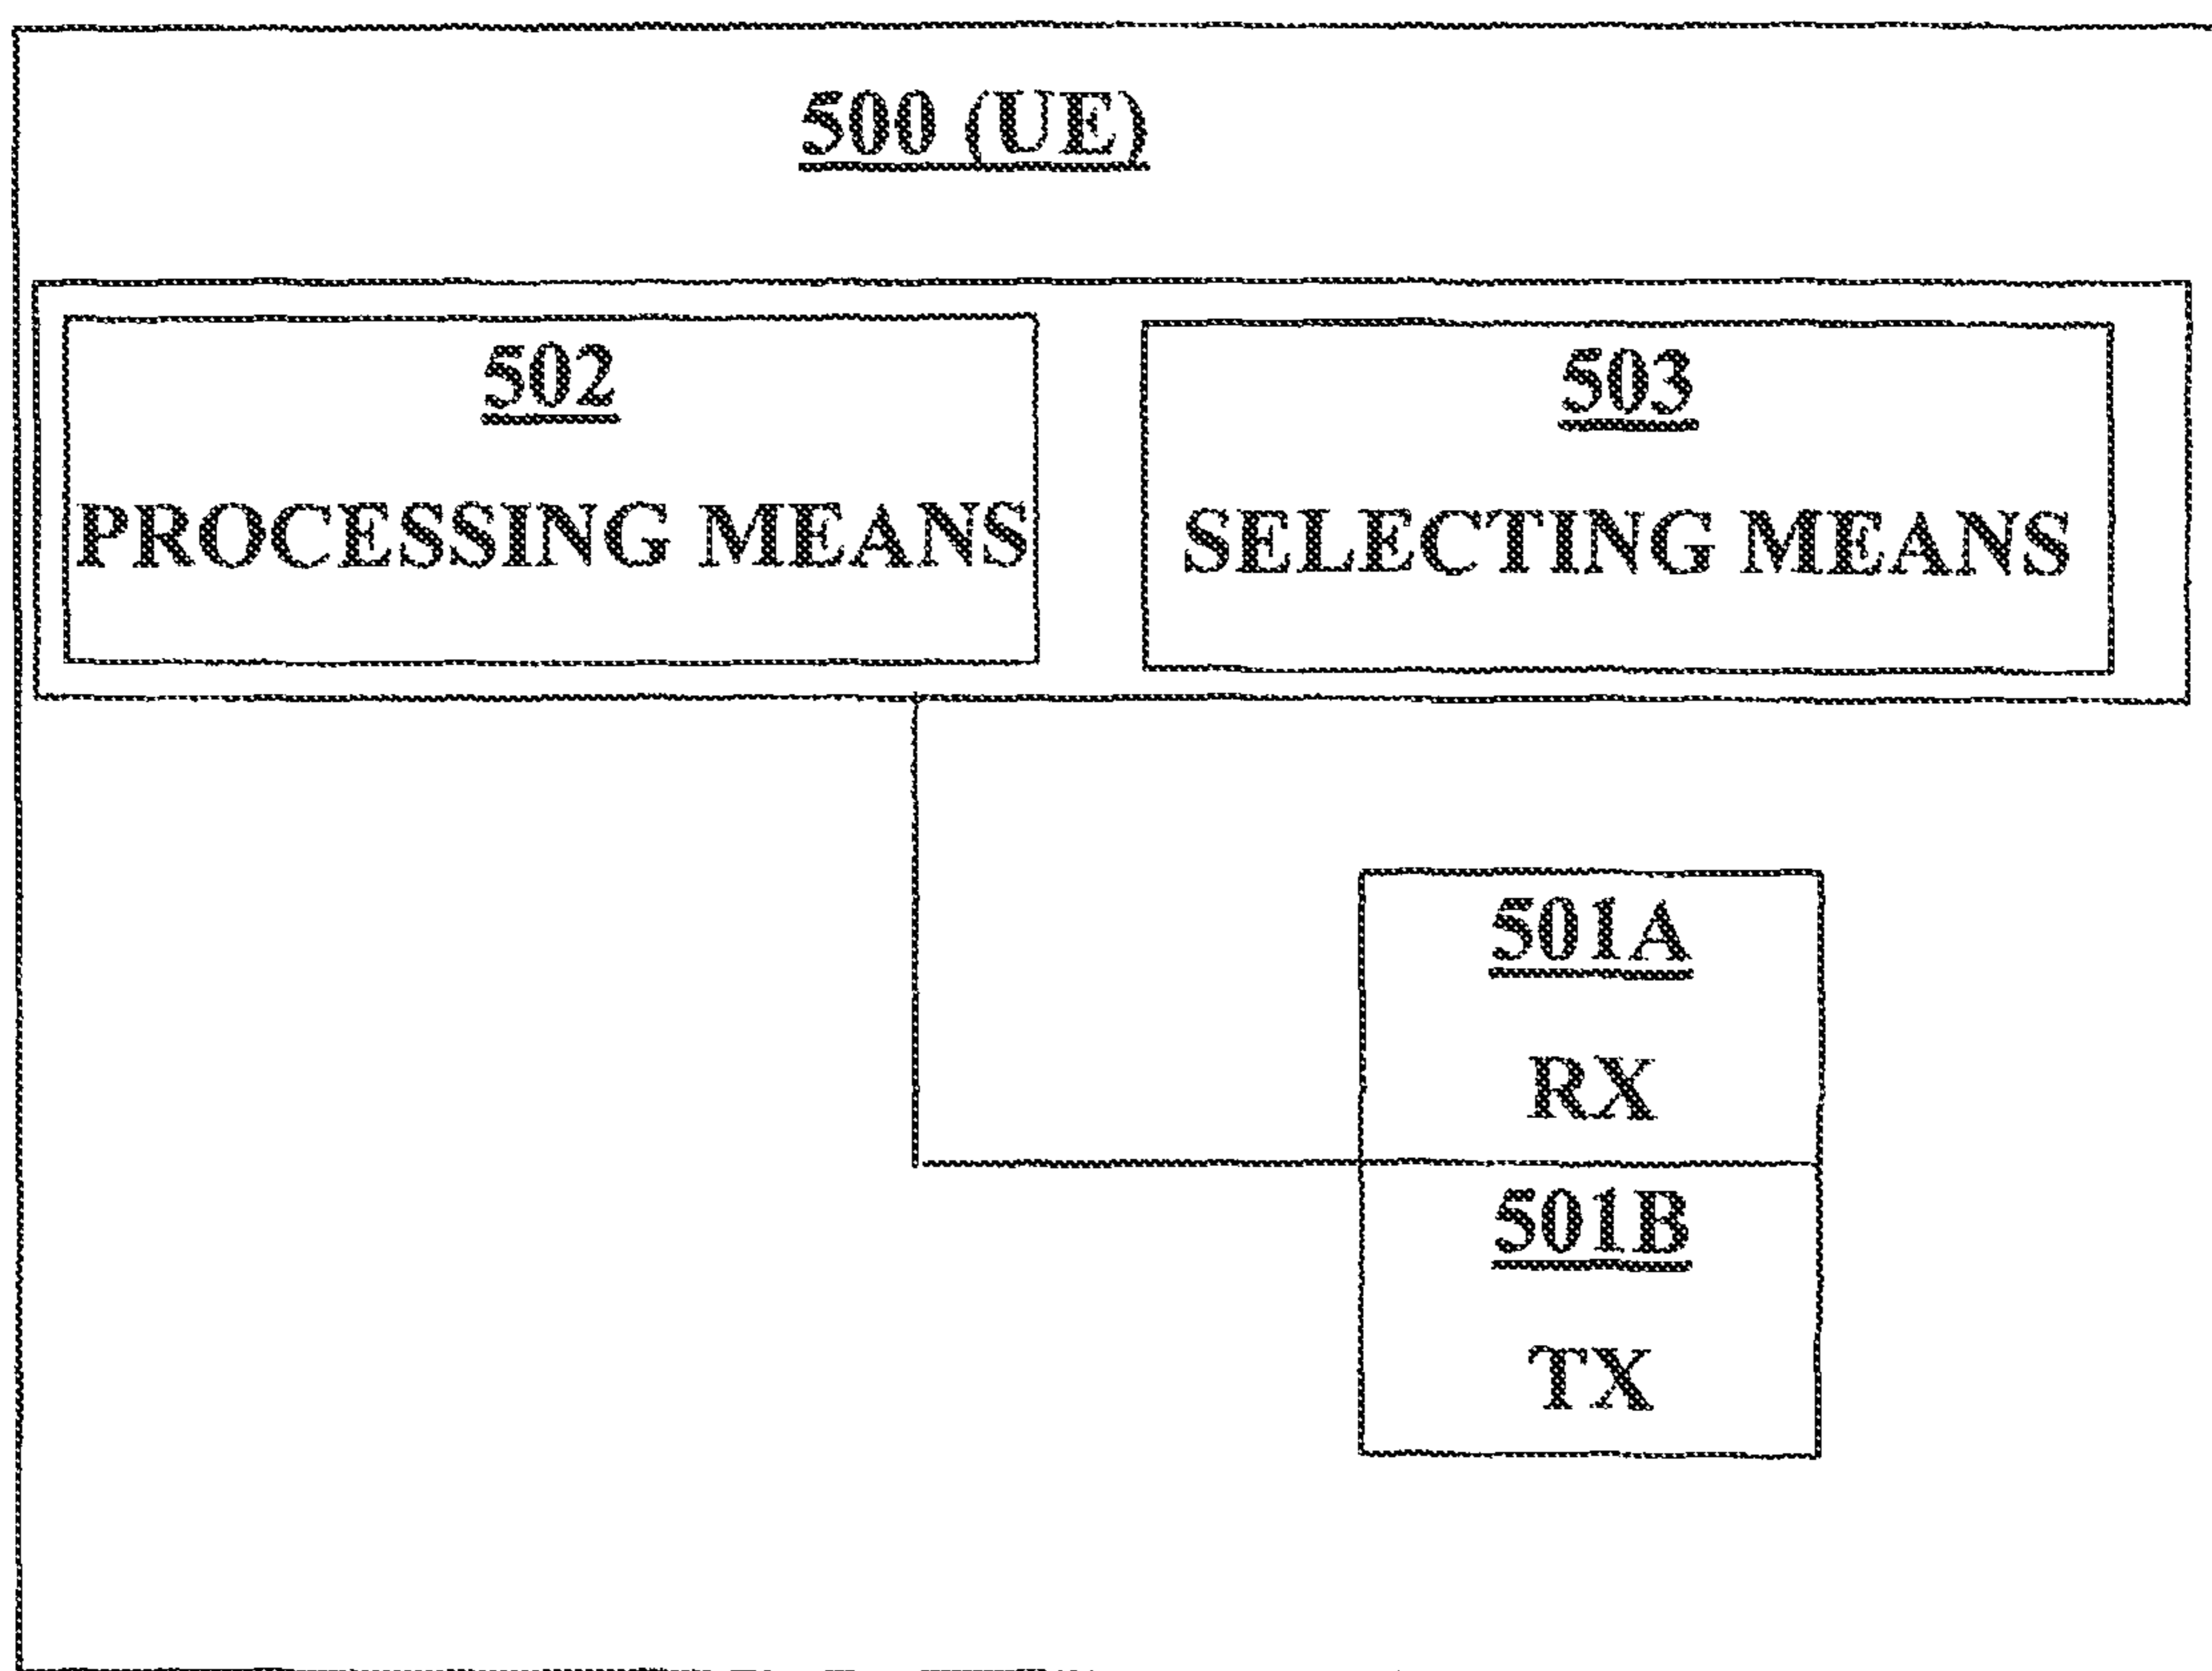 500 (UE)
502
PROCESSING MEANS
503
SELECTING MEANS
501A
RX
501B
TX